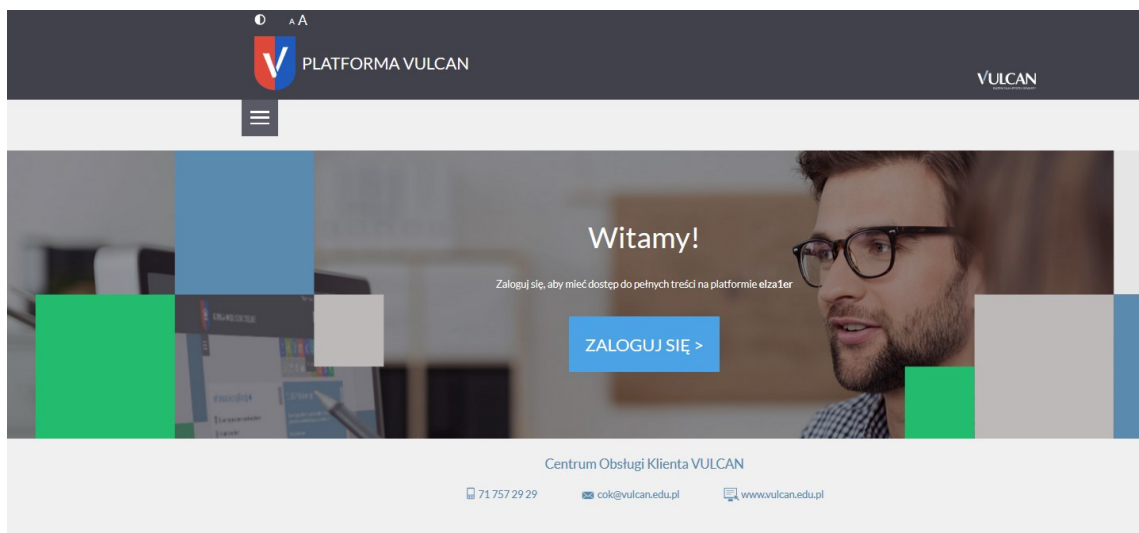 A A
PLATFORMA VULCAN
VULCAN
Witamy!
Zaloguj się, aby mieć dostęp do pełnych treści na platformie elza1er
ZALOGUJ SIĘ >
Centrum Obsługi Klienta VULCAN
71 757 29 29
cok@vulcan.edu.pl
www.vulcan.edu.pl